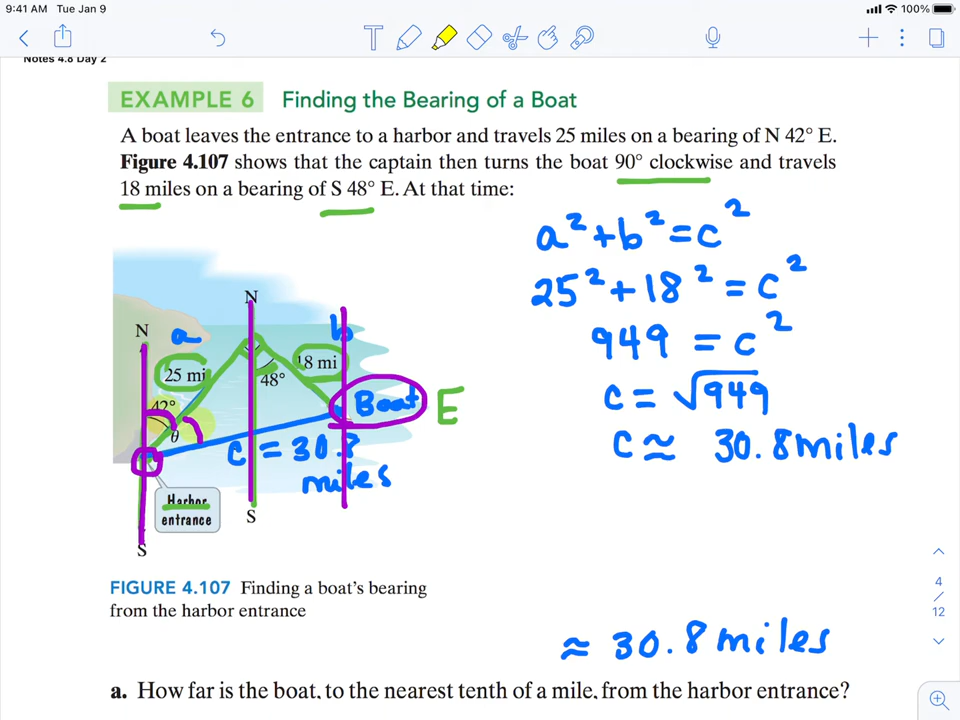 9:41 AM Tue Jan 9
100%
Notes 4.8 Day 2
EXAMPLE 6 Finding the Bearing of a Boat
A boat leaves the entrance to a harbor and travels 25 miles on a bearing of N 42° E.
Figure 4.107 shows that the captain then turns the boat 90° clockwise and travels
18 miles on a bearing of S 48° E. At that time:
a² + b² = c²
25² + 18² = c²
949 = c²
c = √949
c ≈ 30.8 miles
N
N
a
b
25 mi
18 mi
48°
42°
θ
Boat
E
c = 30.8
miles
Harbor
entrance
S
S
FIGURE 4.107 Finding a boat's bearing
from the harbor entrance
4
/
12
≈ 30.8 miles
a. How far is the boat, to the nearest tenth of a mile, from the harbor entrance?